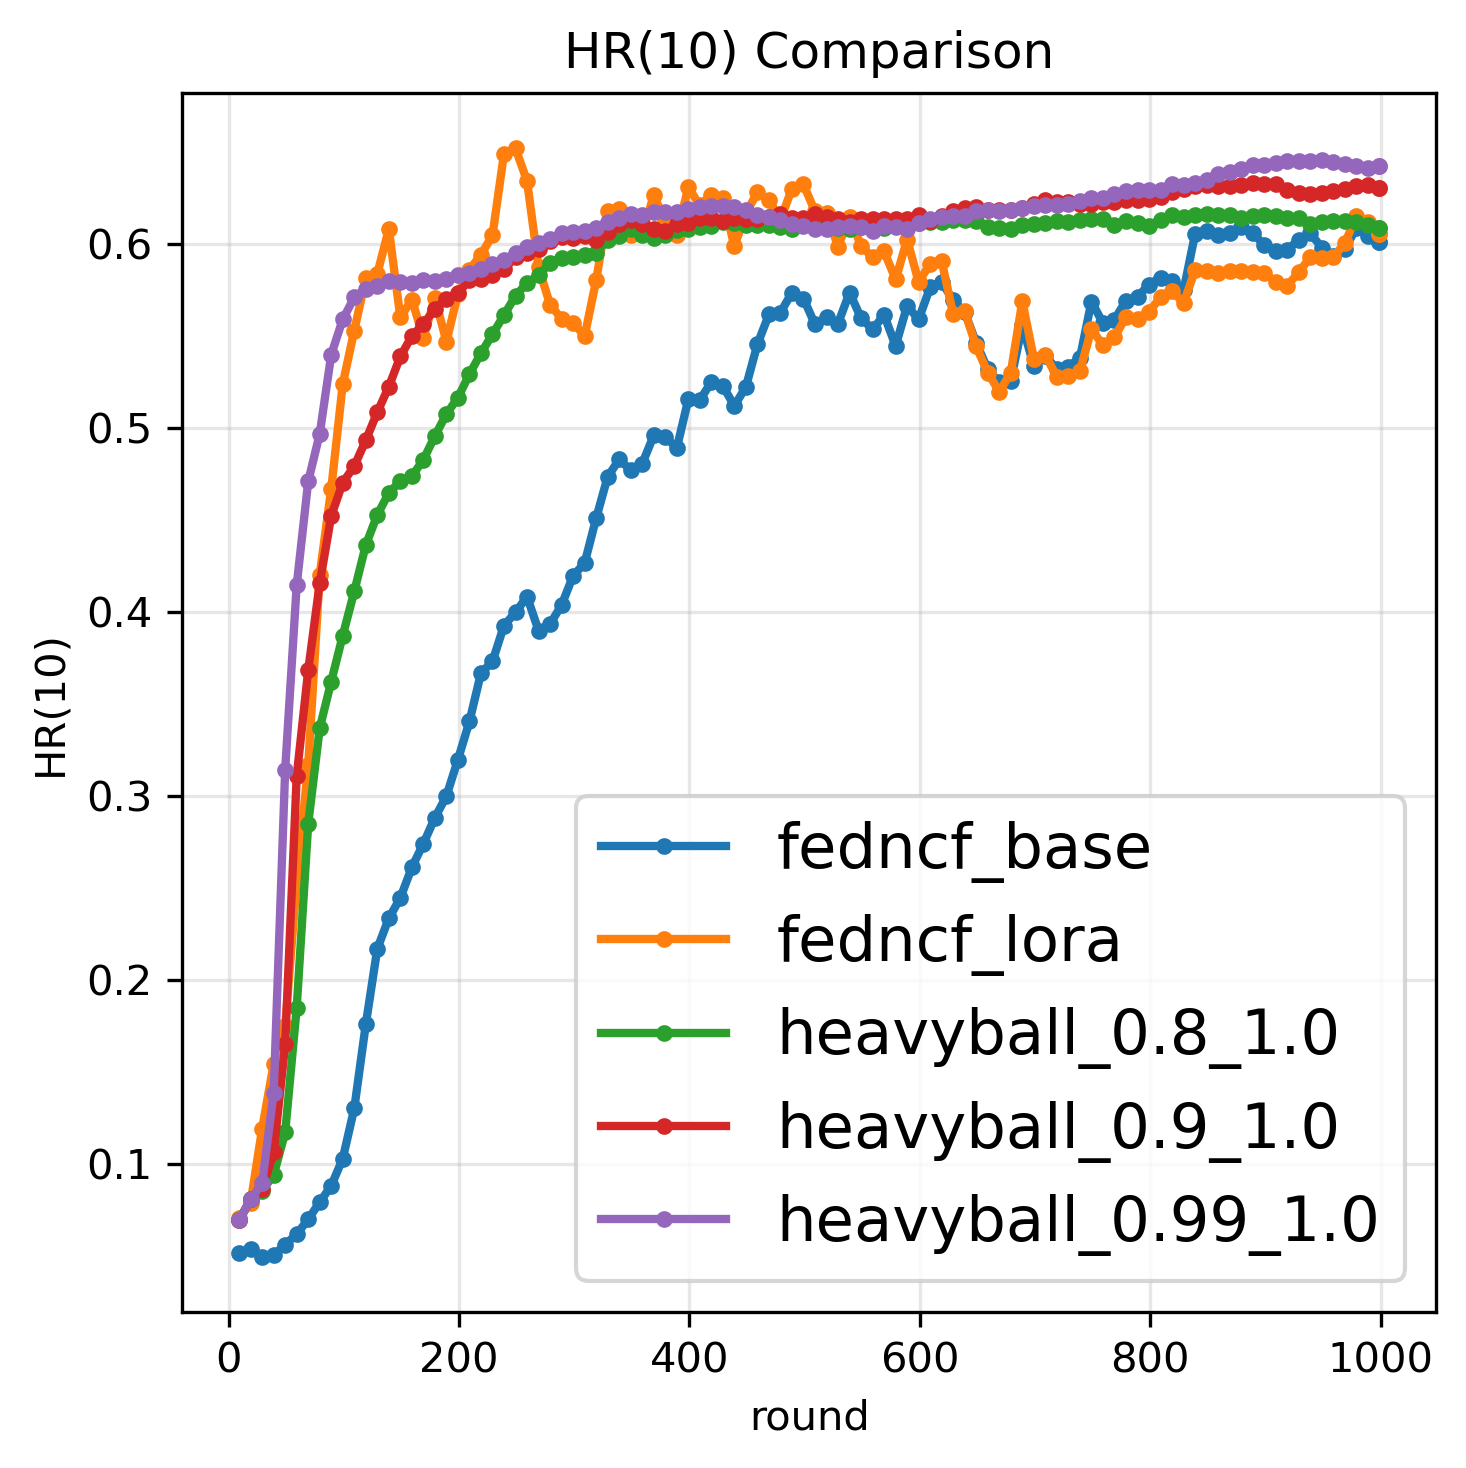 HR(10) Comparison
HR(10)
0.6
0.5
0.4
0.3
0.2
0.1
fedncf_base
fedncf_lora
heavyball_0.8_1.0
heavyball_0.9_1.0
heavyball_0.99_1.0
0 200 400 600 800 1000
round